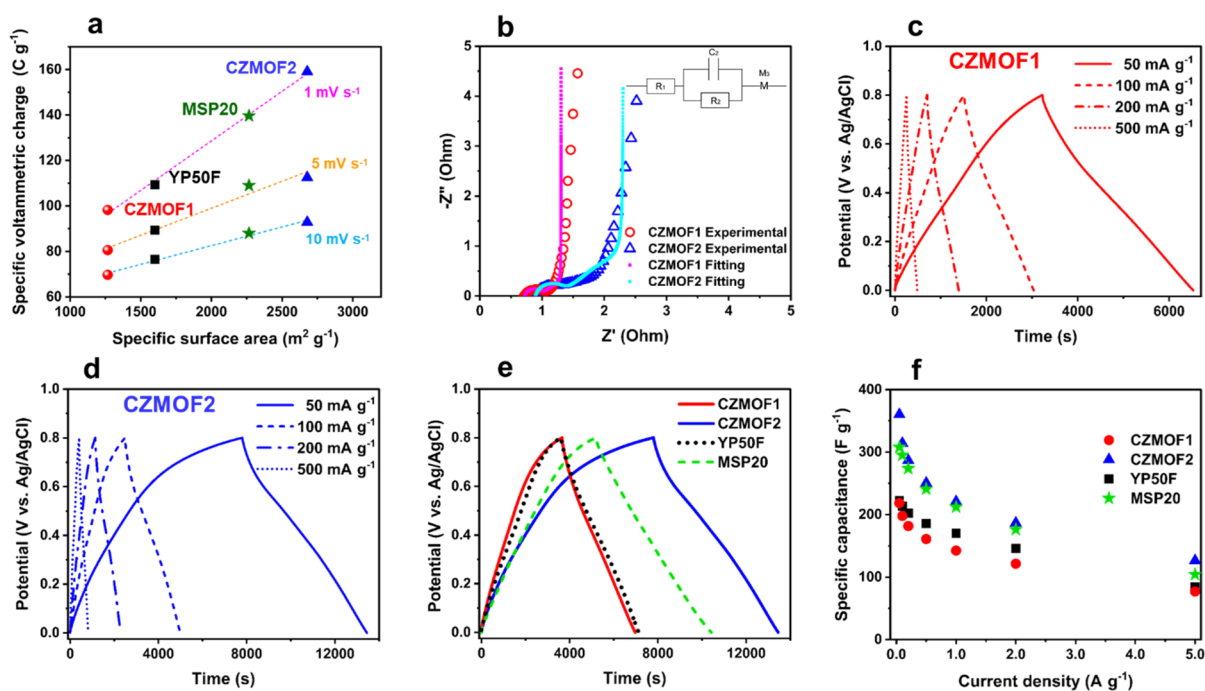 a
Specific voltammetric charge (C g⁻¹)
160
140
120
100
80
60
1000
1500
2000
2500
3000
Specific surface area (m² g⁻¹)
CZMOF2
1 mV s⁻¹
MSP20
YP50F
5 mV s⁻¹
CZMOF1
10 mV s⁻¹
b
-Z'' (Ohm)
5
4
3
2
1
0
0
1
2
3
4
5
Z' (Ohm)
C₂
R₁
R₂
M₃
M
CZMOF1 Experimental
CZMOF2 Experimental
CZMOF1 Fitting
CZMOF2 Fitting
c
CZMOF1
Potential (V vs. Ag/AgCl)
1.0
0.8
0.6
0.4
0.2
0.0
0
2000
4000
6000
Time (s)
50 mA g⁻¹
100 mA g⁻¹
200 mA g⁻¹
500 mA g⁻¹
d
CZMOF2
Potential (V vs. Ag/AgCl)
1.0
0.8
0.6
0.4
0.2
0.0
0
4000
8000
12000
Time (s)
50 mA g⁻¹
100 mA g⁻¹
200 mA g⁻¹
500 mA g⁻¹
e
Potential (V vs. Ag/AgCl)
1.0
0.8
0.6
0.4
0.2
0.0
0
4000
8000
12000
Time (s)
CZMOF1
CZMOF2
YP50F
MSP20
f
Specific capacitance (F g⁻¹)
400
300
200
100
0
0.0
1.0
2.0
3.0
4.0
5.0
Current density (A g⁻¹)
CZMOF1
CZMOF2
YP50F
MSP20